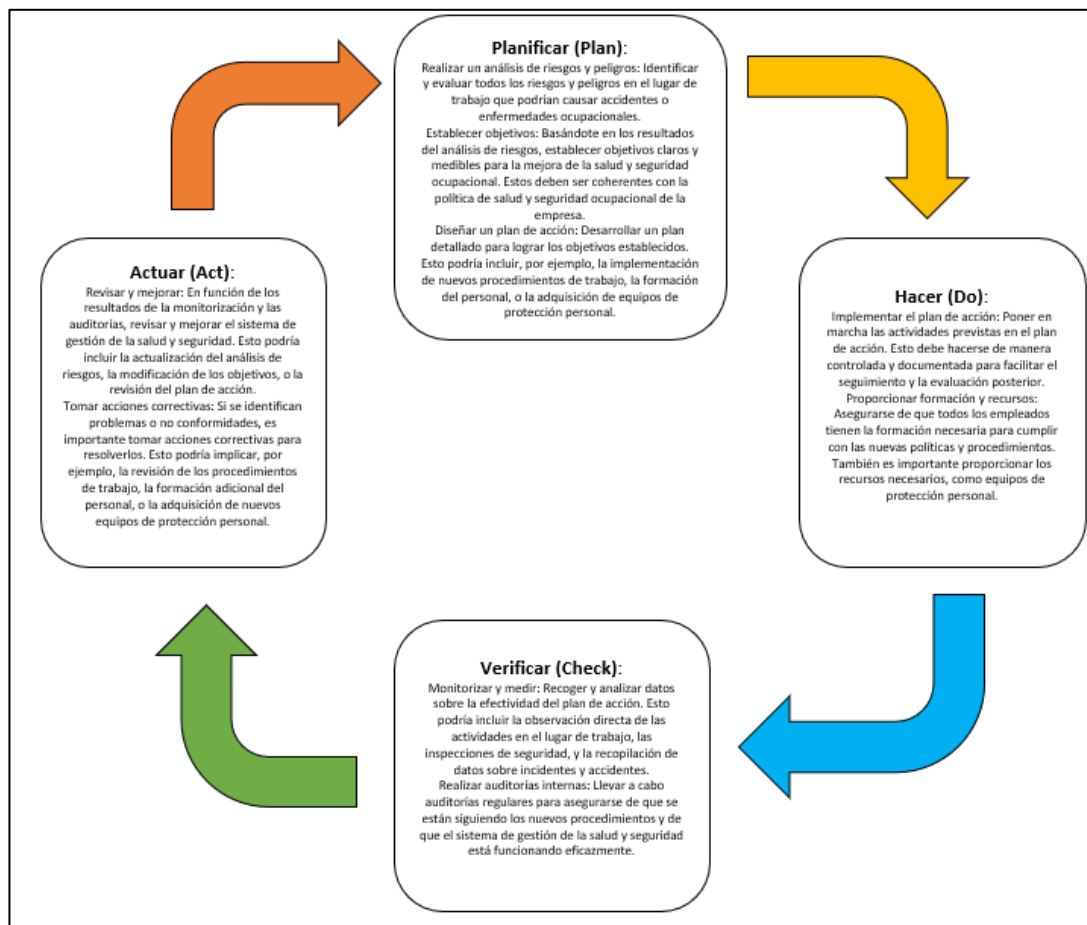 Planificar (Plan):
Realizar un análisis de riesgos y peligros: Identificar
y evaluar todos los riesgos y peligros en el lugar de
trabajo que podrían causar accidentes o
enfermedades ocupacionales.
Establecer objetivos: Basándote en los resultados
del análisis de riesgos, establecer objetivos claros y
medibles para la mejora de la salud y seguridad
ocupacional. Estos deben ser coherentes con la
política de salud y seguridad ocupacional de la
empresa.
Diseñar un plan de acción: Desarrollar un plan
detallado para lograr los objetivos establecidos.
Esto podría incluir, por ejemplo, la implementación
de nuevos procedimientos de trabajo, la formación
del personal, o la adquisición de equipos de
protección personal.
Hacer (Do):
Implementar el plan de acción: Poner en
marcha las actividades previstas en el plan
de acción. Esto debe hacerse de manera
controlada y documentada para facilitar el
seguimiento y la evaluación posterior.
Proporcionar formación y recursos:
Asegurarse de que todos los empleados
tienen la formación necesaria para cumplir
con las nuevas políticas y procedimientos.
También es importante proporcionar los
recursos necesarios, como equipos de
protección personal.
Verificar (Check):
Monitorizar y medir: Recoger y analizar datos
sobre la efectividad del plan de acción. Esto
podría incluir la observación directa de las
actividades en el lugar de trabajo, las
inspecciones de seguridad, y la recopilación de
datos sobre incidentes y accidentes.
Realizar auditorías internas: Llevar a cabo
auditorías regulares para asegurarse de que se
están siguiendo los nuevos procedimientos y de
que el sistema de gestión de la salud y seguridad
está funcionando eficazmente.
Actuar (Act):
Revisar y mejorar: En función de los
resultados de la monitorización y las
auditorías, revisar y mejorar el sistema de
gestión de la salud y seguridad. Esto podría
incluir la actualización del análisis de
riesgos, la modificación de los objetivos, o la
revisión del plan de acción.
Tomar acciones correctivas: Si se identifican
problemas o no conformidades, es
importante tomar acciones correctivas para
resolverlos. Esto podría implicar, por
ejemplo, la revisión de los procedimientos
de trabajo, la formación adicional del
personal, o la adquisición de nuevos
equipos de protección personal.